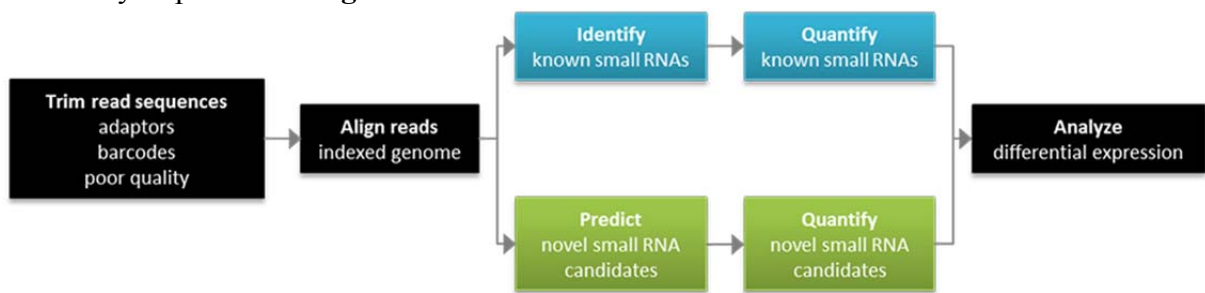 Trim read sequences
adaptors
barcodes
poor quality
Align reads
indexed genome
Identify
known small RNAs
Quantify
known small RNAs
Predict
novel small RNA
candidates
Quantify
novel small RNA
candidates
Analyze
differential expression